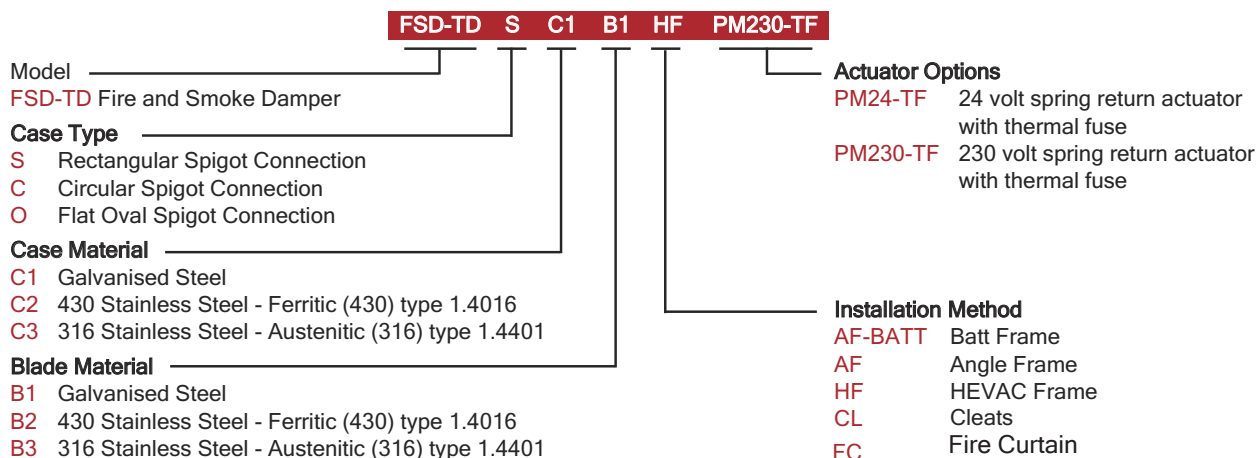 FSD-TD S C1 B1 HF PM230-TF
Model
FSD-TD Fire and Smoke Damper
Case Type
S Rectangular Spigot Connection
C Circular Spigot Connection
O Flat Oval Spigot Connection
Case Material
C1 Galvanised Steel
C2 430 Stainless Steel - Ferritic (430) type 1.4016
C3 316 Stainless Steel - Austenitic (316) type 1.4401
Blade Material
B1 Galvanised Steel
B2 430 Stainless Steel - Ferritic (430) type 1.4016
B3 316 Stainless Steel - Austenitic (316) type 1.4401
Actuator Options
PM24-TF 24 volt spring return actuator
with thermal fuse
PM230-TF 230 volt spring return actuator
with thermal fuse
Installation Method
AF-BATT Batt Frame
AF Angle Frame
HF HEVAC Frame
CL Cleats
FC Fire Curtain